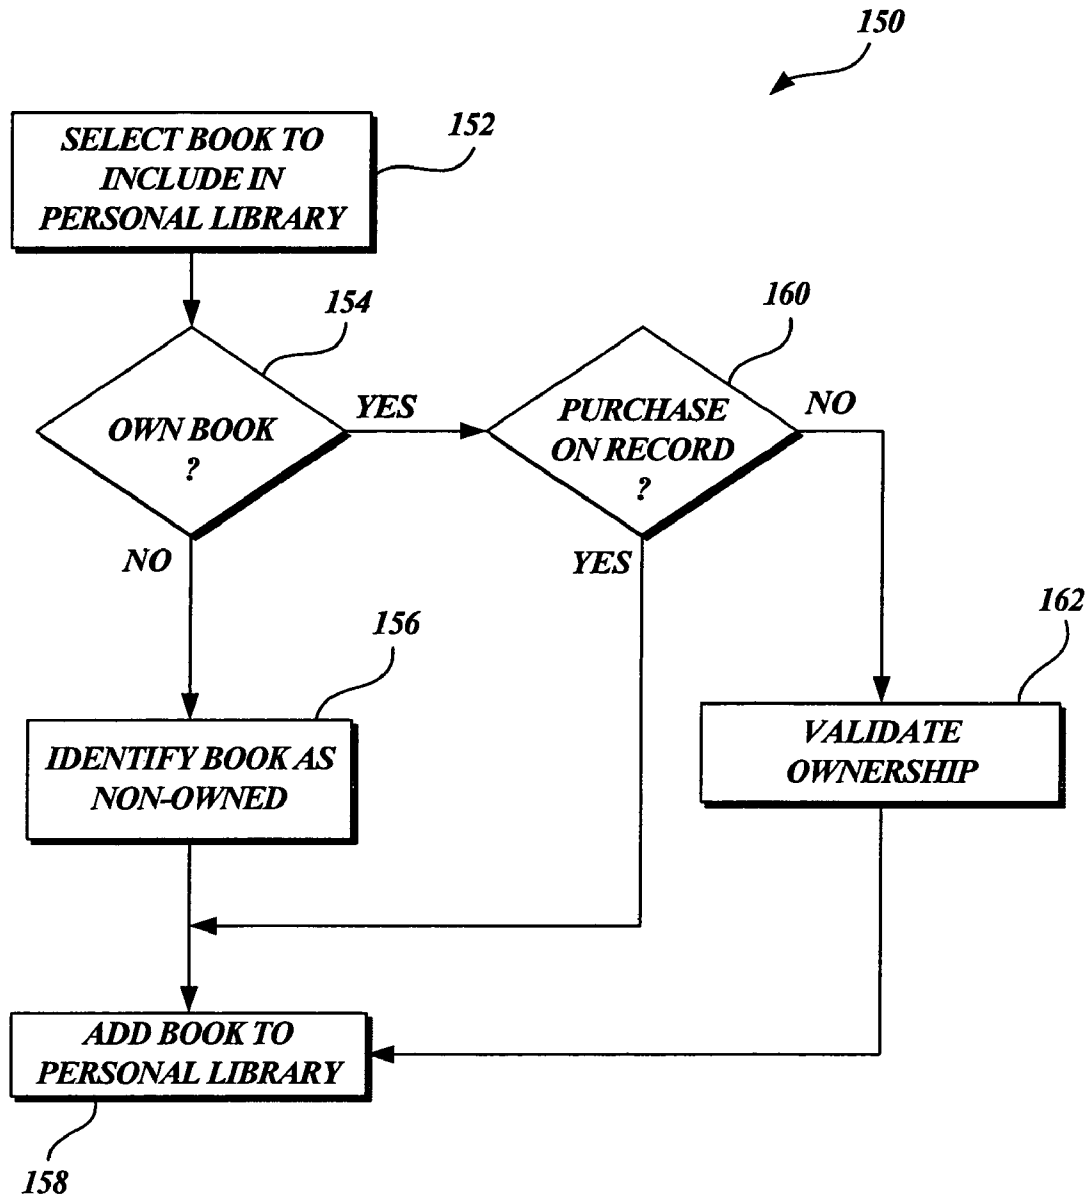 150
SELECT BOOK TO
INCLUDE IN
PERSONAL LIBRARY
152
154
OWN BOOK
?
YES
NO
160
PURCHASE
ON RECORD
?
NO
YES
156
IDENTIFY BOOK AS
NON-OWNED
162
VALIDATE
OWNERSHIP
ADD BOOK TO
PERSONAL LIBRARY
158